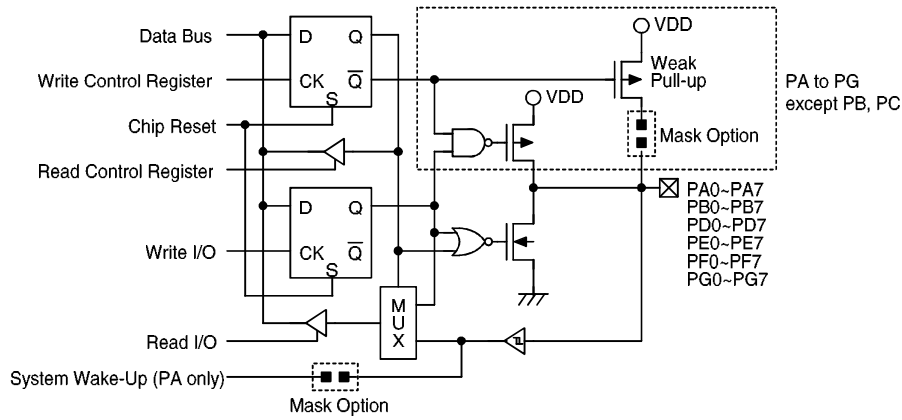 Data Bus
D
Q
VDD
Write Control Register
CK
Q
S
Weak
Pull-up
PA to PG
except PB, PC
Chip Reset
VDD
Mask Option
Read Control Register
D
Q
PA0~PA7
PB0~PB7
PD0~PD7
PE0~PE7
PF0~PF7
PG0~PG7
Write I/O
CK
Q
S
M
U
X
Read I/O
System Wake-Up (PA only)
Mask Option